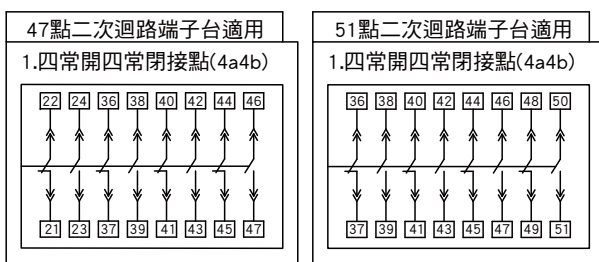 47點二次迴路端子台適用
1.四常開四常閉接點(4a4b)
22 24 36 38 40 42 44 46
21 23 37 39 41 43 45 47
51點二次迴路端子台適用
1.四常開四常閉接點(4a4b)
36 38 40 42 44 46 48 50
37 39 41 43 45 47 49 51